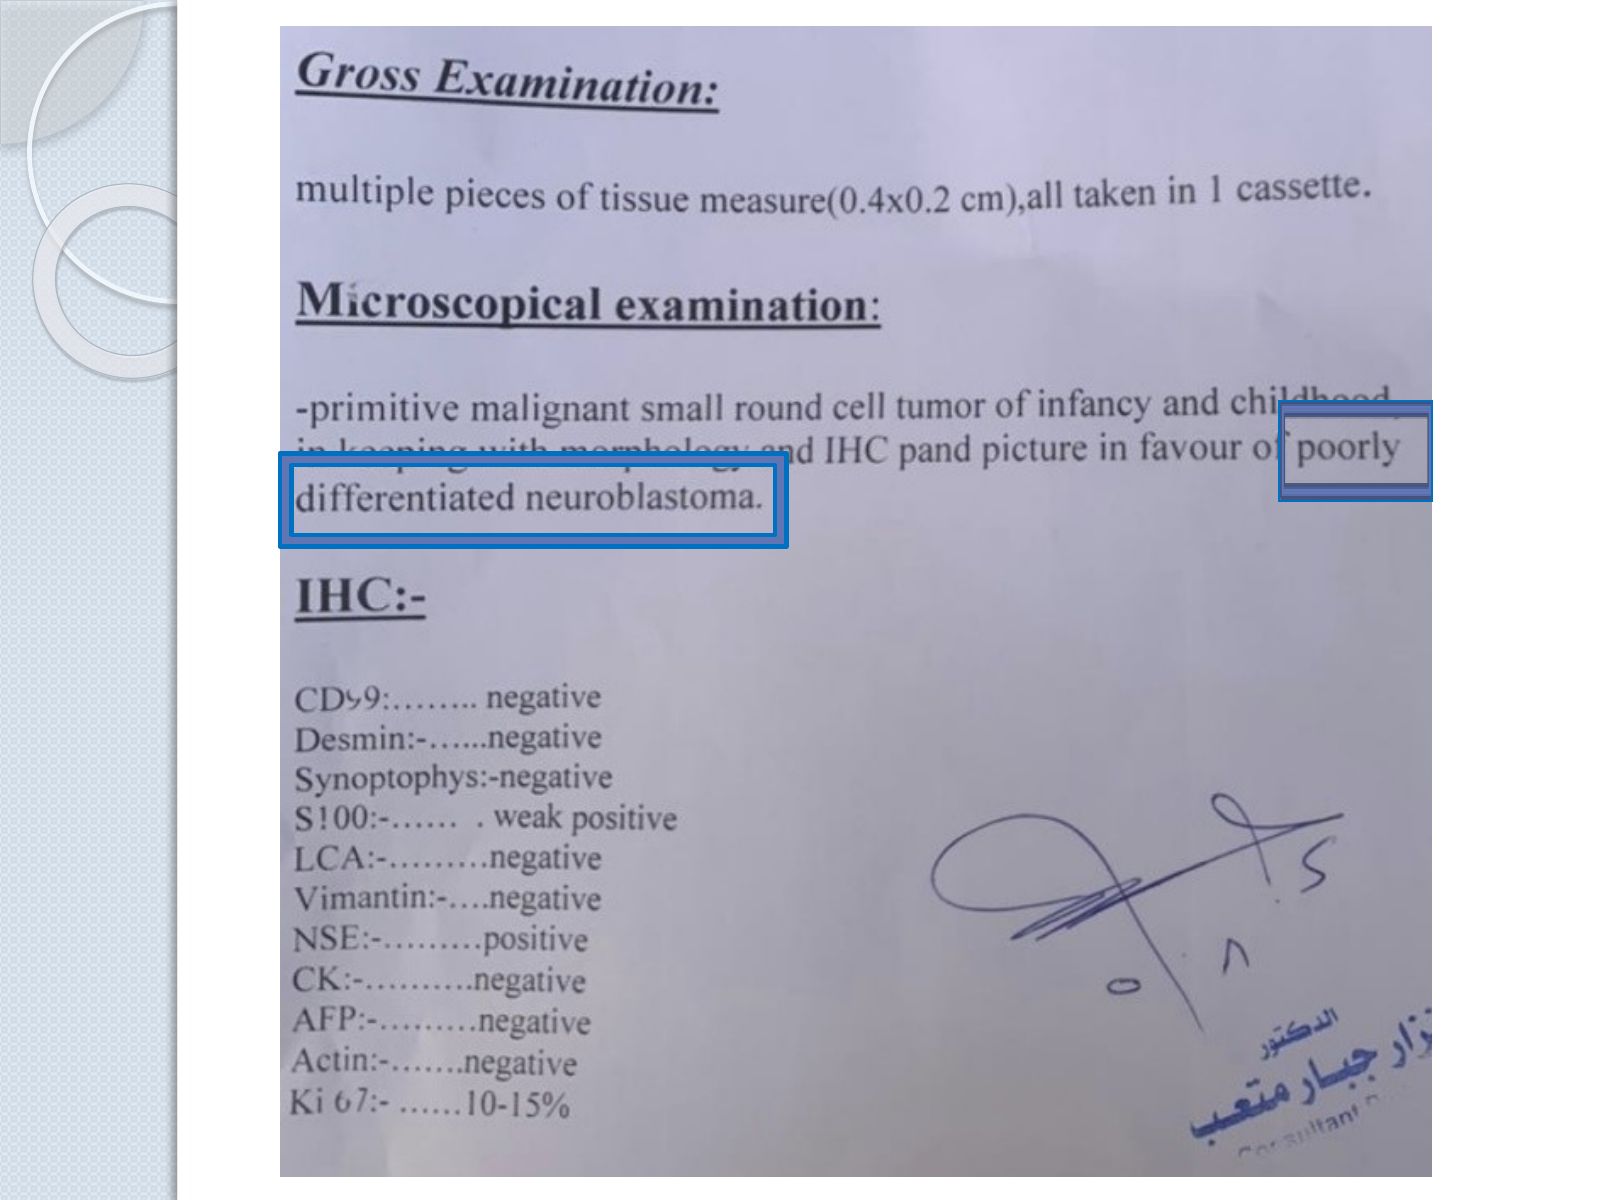 Gross Examination:
multiple pieces of tissue measure(0.4x0.2 cm),all taken in 1 cassette.
Microscopical examination:
-primitive malignant small round cell tumor of infancy and childhood
in keeping with morphology and IHC pand picture in favour of poorly
differentiated neuroblastoma.
IHC:-
CD99:…….. negative
Desmin:-…...negative
Synoptophys:-negative
S100:-…… . weak positive
LCA:-………negative
Vimantin:-….negative
NSE:-………positive
CK:-……….negative
AFP:-………negative
Actin:-…….negative
Ki 67:- ……10-15%
الدكتور
نزار جبار متعب
Consultant